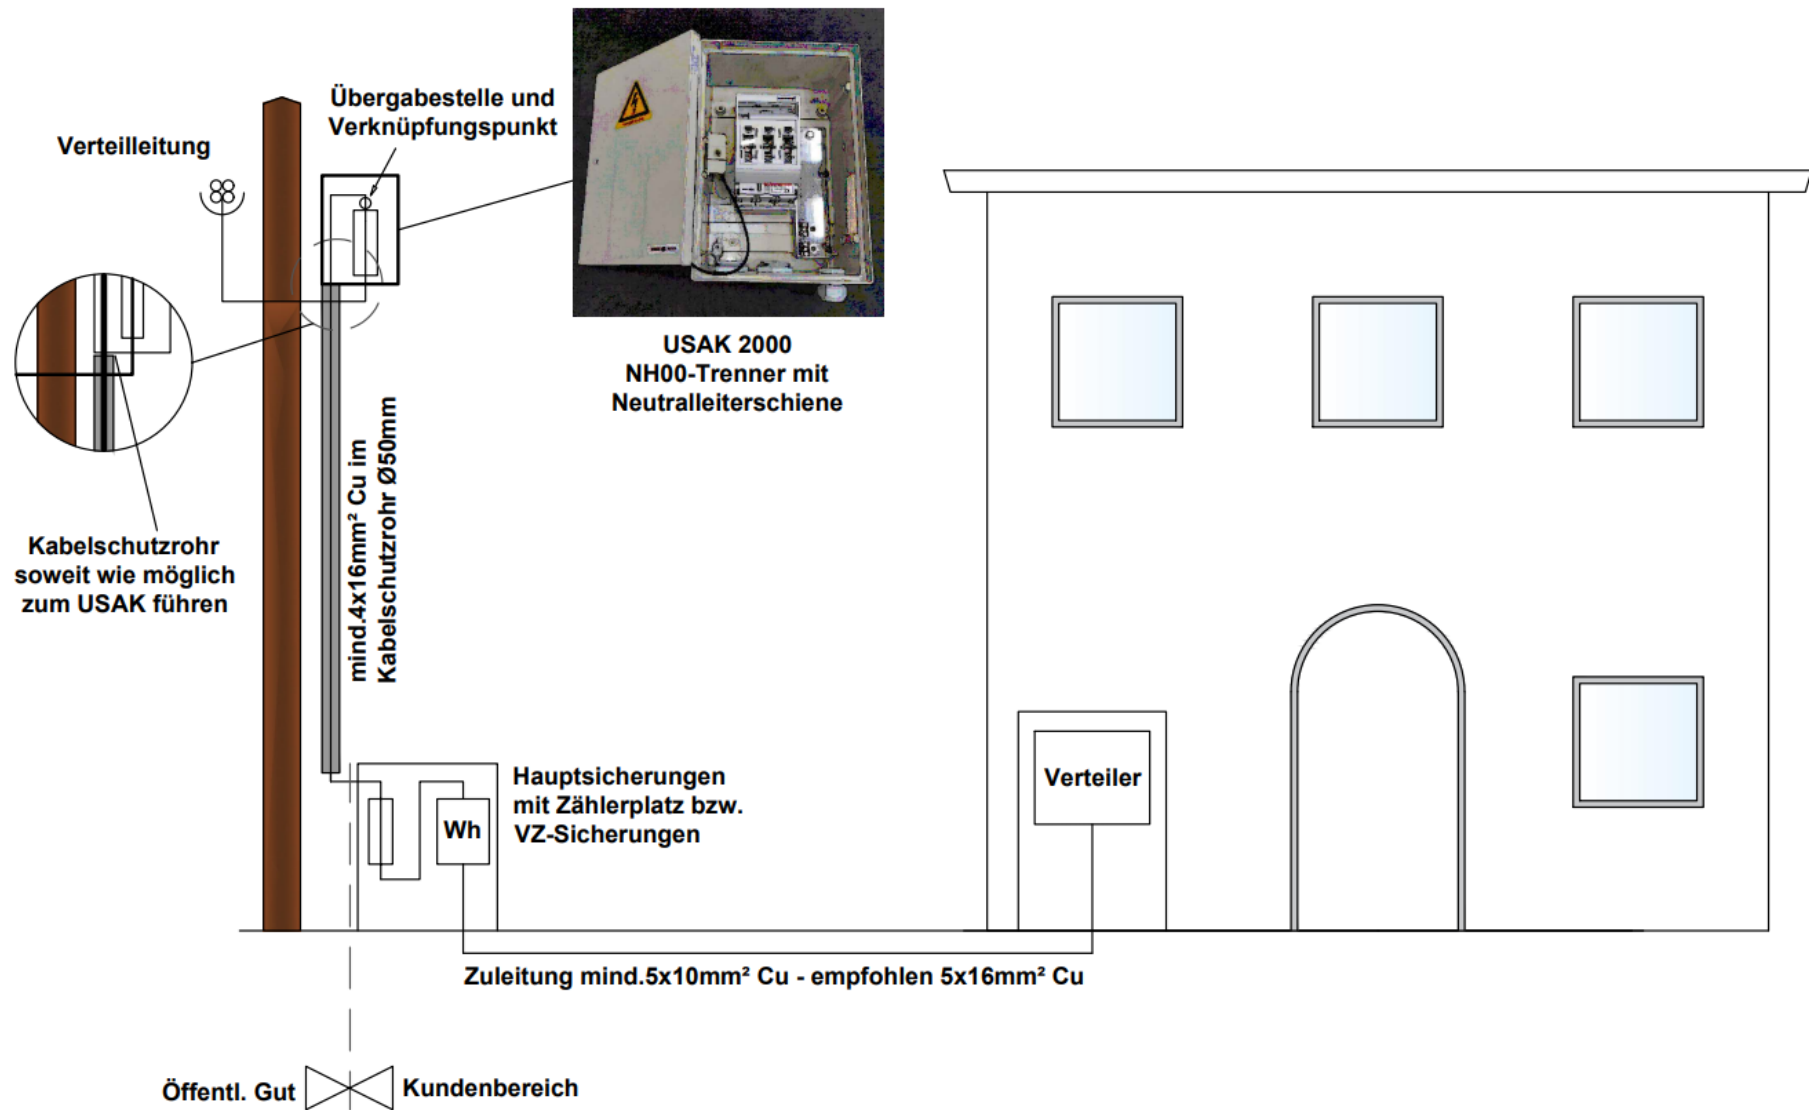 Übergabestelle und
Verknüpfungspunkt
Verteilleitung
USAK 2000
NH00-Trenner mit
Neutralleiterschiene
mind.4x16mm² Cu im
Kabelschutzrohr Ø50mm
Kabelschutzrohr
soweit wie möglich
zum USAK führen
Hauptsicherungen
mit Zählerplatz bzw.
VZ-Sicherungen
Wh
Verteiler
Zuleitung mind.5x10mm² Cu - empfohlen 5x16mm² Cu
Öffentl. Gut
Kundenbereich